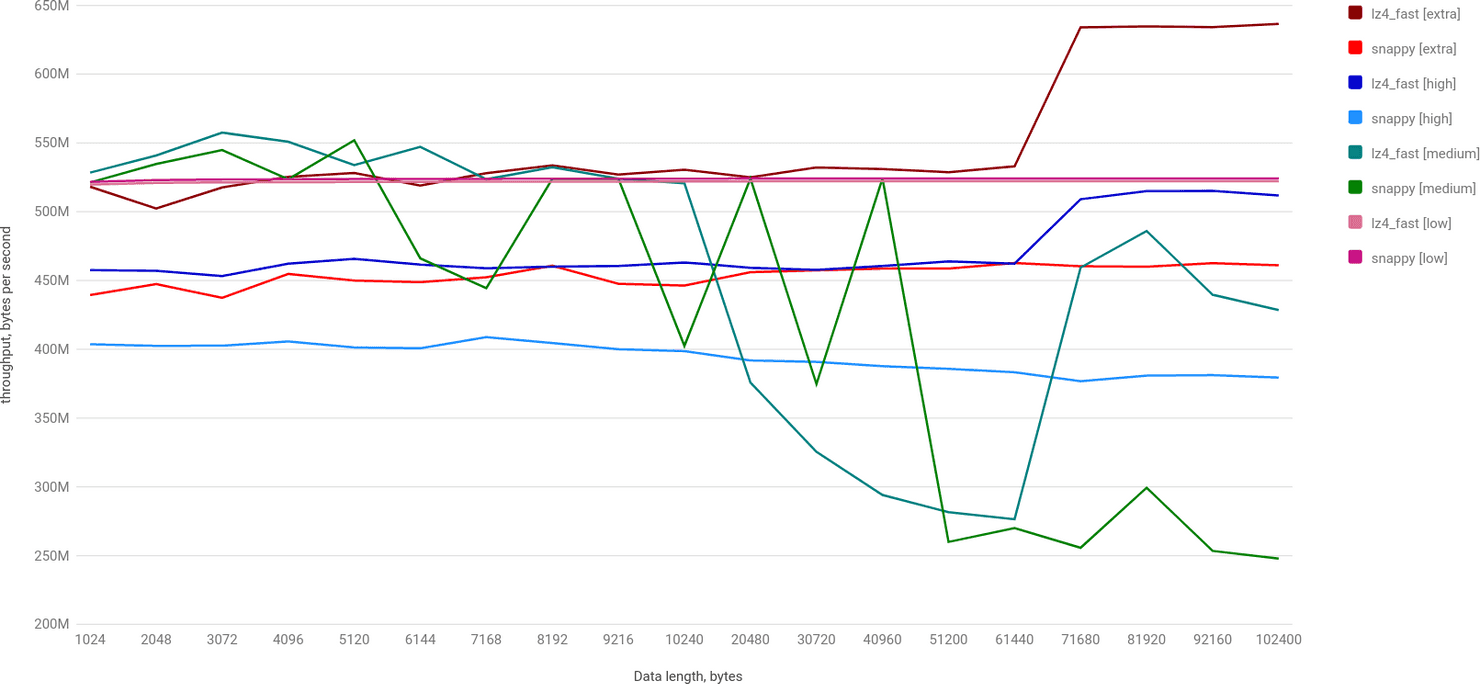 650M
600M
550M
500M
450M
400M
350M
300M
250M
200M
throughput, bytes per second
1024 2048 3072 4096 5120 6144 7168 8192 9216 10240 20480 30720 40960 51200 61440 71680 81920 92160 102400
Data length, bytes
lz4_fast [extra]
snappy [extra]
lz4_fast [high]
snappy [high]
lz4_fast [medium]
snappy [medium]
lz4_fast [low]
snappy [low]